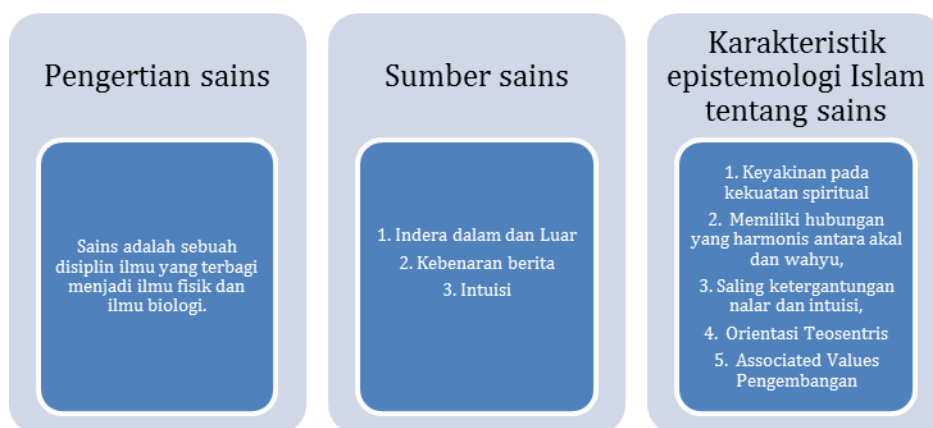 Pengertian sains
Sains adalah sebuah
disiplin ilmu yang terbagi
menjadi ilmu fisik dan
ilmu biologi.
Sumber sains
1. Indera dalam dan Luar
2. Kebenaran berita
3. Intuisi
Karakteristik
epistemologi Islam
tentang sains
1. Keyakinan pada
kekuatan spiritual
2. Memiliki hubungan
yang harmonis antara akal
dan wahyu,
3. Saling ketergantungan
nalar dan intuisi,
4. Orientasi Teosentris
5. Associated Values
Pengembangan